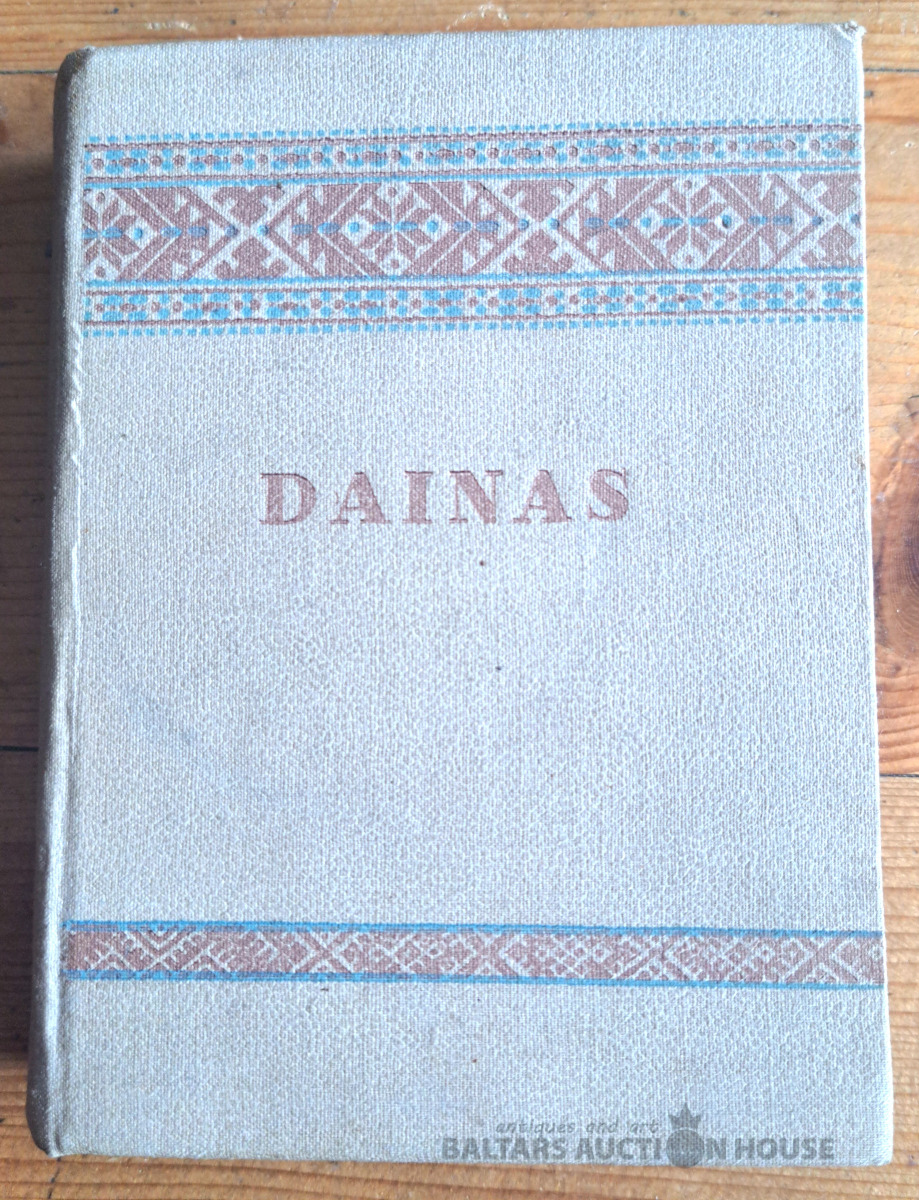 DAINAS
antiques and art
BALTARS AUCTION HOUSE